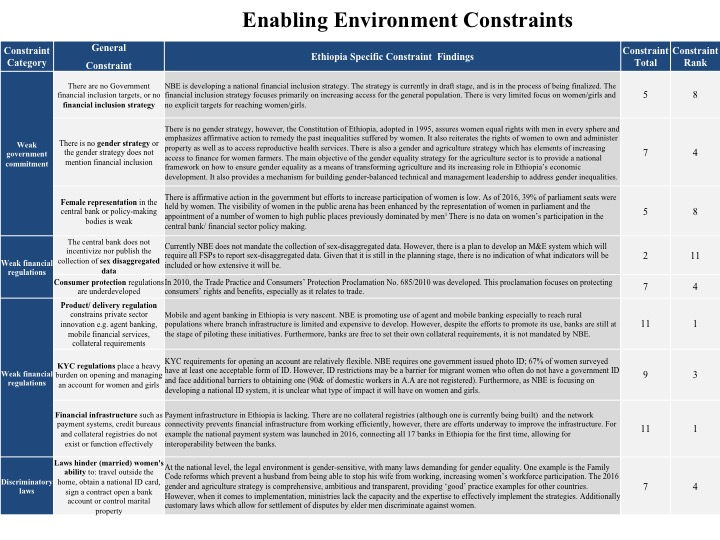 Enabling Environment Constraints
Constraint
Category
General
Constraint
Ethiopia Specific Constraint Findings
Constraint
Total
Constraint
Rank
Weak
government
commitment
There are no Government
financial inclusion targets, or no
financial inclusion strategy
NBE is developing a national financial inclusion strategy. The strategy is currently in draft stage, and is in the process of being finalized. The
financial inclusion strategy focuses primarily on increasing access for the general population. There is very limited focus on women/girls and
no explicit targets for reaching women/girls.
5
8
There is no gender strategy or
the gender strategy does not
mention financial inclusion
There is no gender strategy, however, the Constitution of Ethiopia, adopted in 1995, assures women equal rights with men in every sphere and
emphasizes affirmative action to remedy the past inequalities suffered by women. It also reiterates the rights of women to own and administer
property as well as to access reproductive health services. There is also a gender and agriculture strategy which has elements of increasing
access to finance for women farmers. The main objective of the gender equality strategy for the agriculture sector is to provide a national
framework on how to ensure gender equality as a means of transforming agriculture and its increasing role in Ethiopia's economic
development. It also provides a mechanism for building gender-balanced technical and management leadership to address gender inequalities.
7
4
Female representation in the
central bank or policy-making
bodies is weak
There is affirmative action in the government but efforts to increase participation of women is low. As of 2016, 39% of parliament seats were
held by women. The visibility of women in the public arena has been enhanced by the representation of women in parliament and the
appointment of a number of women to high public places previously dominated by men' There is no data on women's participation in the
central bank/ financial sector policy making.
5
8
Weak financial
regulations
The central bank does not
incentivize nor publish the
collection of sex disaggregated
data
Currently NBE does not mandate the collection of sex-disaggregated data. However, there is a plan to develop an M&E system which will
require all FSPs to report sex-disaggregated data. Given that it is still in the planning stage, there is no indication of what indicators will be
included or how extensive it will be.
2
11
Consumer protection regulations
are underdeveloped
In 2010, the Trade Practice and Consumers' Protection Proclamation No. 685/2010 was developed. This proclamation focuses on protecting
consumers' rights and benefits, especially as it relates to trade.
7
4
Weak financial
regulations
Product/ delivery regulation
constrains private sector
innovation e.g. agent banking,
mobile financial services,
collateral requirements
Mobile and agent banking in Ethiopia is very nascent. NBE is promoting use of agent and mobile banking especially to reach rural
populations where branch infrastructure is limited and expensive to develop. However, despite the efforts to promote its use, banks are still at
the stage of piloting these initiatives. Furthermore, banks are free to set their own collateral requirements, it is not mandated by NBE.
11
1
KYC regulations place a heavy
burden on opening and managing
an account for women and girls
KYC requirements for opening an account are relatively flexible. NBE requires one government issued photo ID; 67% of women surveyed
have at least one acceptable form of ID. However, ID restrictions may be a barrier for migrant women who often do not have a government ID
and face additional barriers to obtaining one (90& of domestic workers in A.A are not registered). Furthermore, as NBE is focusing on
developing a national ID system, it is unclear what type of impact it will have on women and girls.
9
3
Financial infrastructure such as
payment systems, credit bureaus
and collateral registries do not
exist or function effectively
Payment infrastructure in Ethiopia is lacking. There are no collateral registries (although one is currently being built) and the network
connectivity prevents financial infrastructure from working efficiently, however, there are efforts underway to improve the infrastructure. For
example the national payment system was launched in 2016, connecting all 17 banks in Ethiopia for the first time, allowing for
interoperability between the banks.
11
1
Discriminatory
laws
Laws hinder (married) women's
ability to: travel outside the
home, obtain a national ID card,
sign a contract open a bank
account or control marital
property
At the national level, the legal environment is gender-sensitive, with many laws demanding for gender equality. One example is the Family
Code reforms which prevent a husband from being able to stop his wife from working, increasing women's workforce participation. The 2016
gender and agriculture strategy is comprehensive, ambitious and transparent, providing 'good' practice examples for other countries.
However, when it comes to implementation, ministries lack the capacity and the expertise to effectively implement the strategies. Additionally
customary laws which allow for settlement of disputes by elder men discriminate against women.
7
4